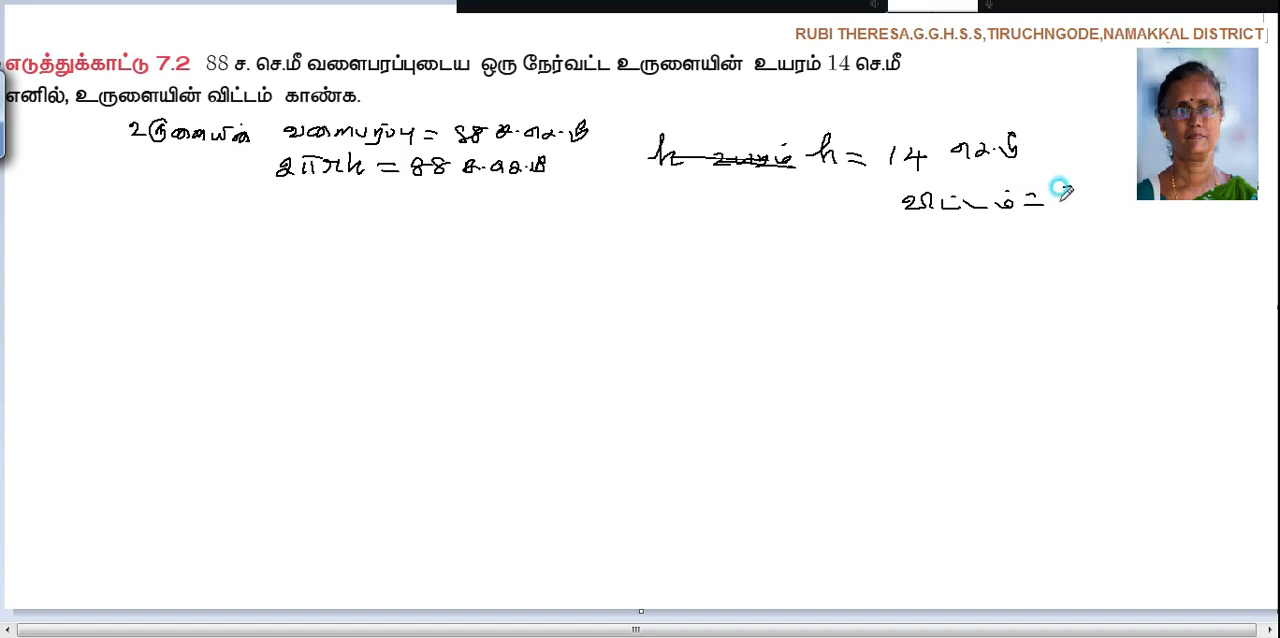 RUBI THERESA.G.G.H.S.S,TIRUCHNGODE,NAMAKKAL DISTRICT
எடுத்துக்காட்டு 7.2 88 ச. செ.மீ வளைபரப்புடைய ஒரு நேர்வட்ட உருளையின் உயரம் 14 செ.மீ
எனில், உருளையின் விட்டம் காண்க.
உருளையின் வளைபரப்பு = 88 ச.செ.மீ
2πrh = 88 ச.செ.மீ
h உயரம் h = 14 செ.மீ
விட்டம் =